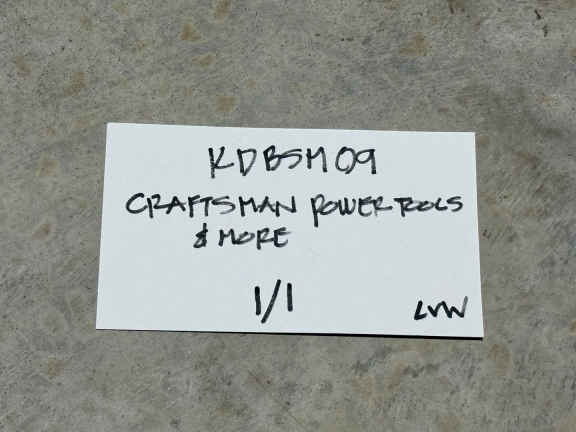 KDBSM09
CRAFTSMAN POWER TOOLS
& MORE
1/1
LVW